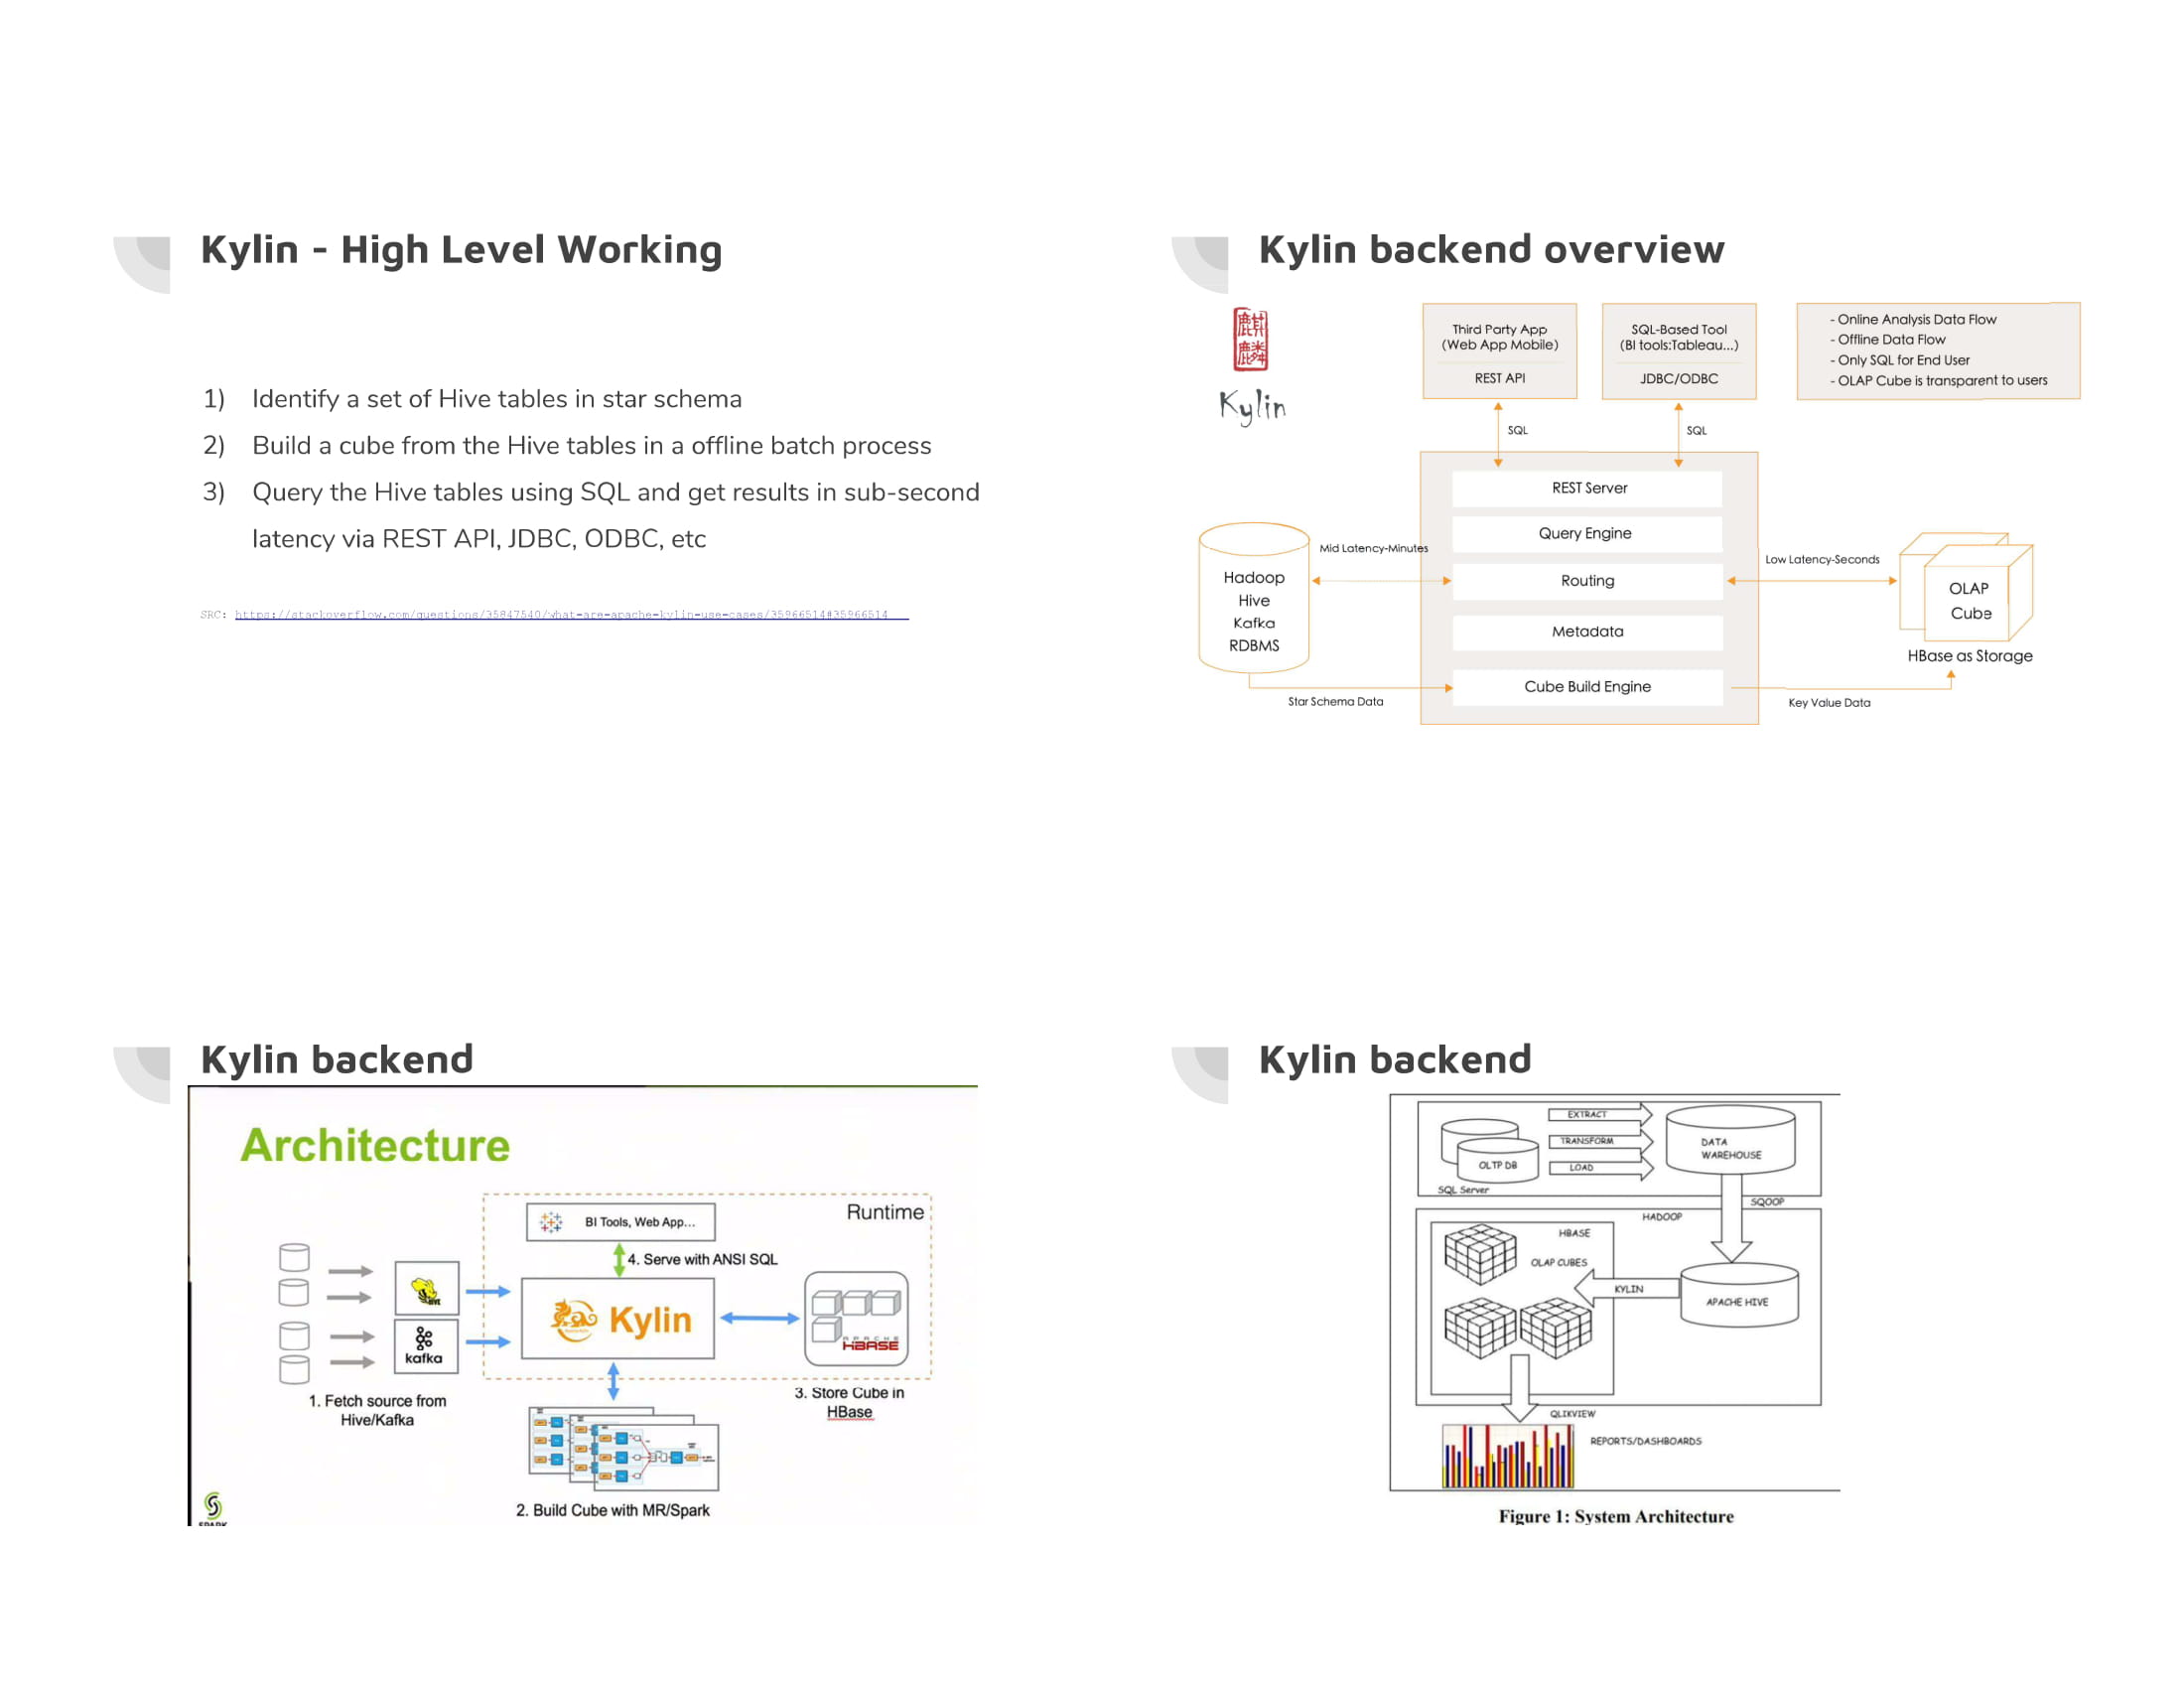 Kylin - High Level Working
1) Identify a set of Hive tables in star schema
2) Build a cube from the Hive tables in a offline batch process
3) Query the Hive tables using SQL and get results in sub-second
latency via REST API, JDBC, ODBC, etc
SRC: https://stackoverflow.com/questions/35847540/what-are-apache-kylin-use-cases/35966514#35966514
Kylin backend overview
麒
麟
Kylin
Third Party App
(Web App Mobile)
REST API
SQL-Based Tool
(BI tools:Tableau...)
JDBC/ODBC
- Online Analysis Data Flow
- Offline Data Flow
- Only SQL for End User
- OLAP Cube is transparent to users
SQL
SQL
REST Server
Query Engine
Routing
Metadata
Cube Build Engine
Mid Latency-Minutes
Low Latency-Seconds
Hadoop
Hive
Kafka
RDBMS
OLAP
Cube
HBase as Storage
Star Schema Data
Key Value Data
Kylin backend
Architecture
Runtime
BI Tools, Web App...
4. Serve with ANSI SQL
HIVE
Kylin
kafka
APACHE
HBASE
1. Fetch source from
Hive/Kafka
3. Store Cube in
HBase
2. Build Cube with MR/Spark
Kylin backend
EXTRACT
TRANSFORM
LOAD
OLTP DB
SQL Server
DATA
WAREHOUSE
SQOOP
HADOOP
HBASE
OLAP CUBES
KYLIN
APACHE HIVE
QLIKVIEW
REPORTS/DASHBOARDS
Figure 1: System Architecture